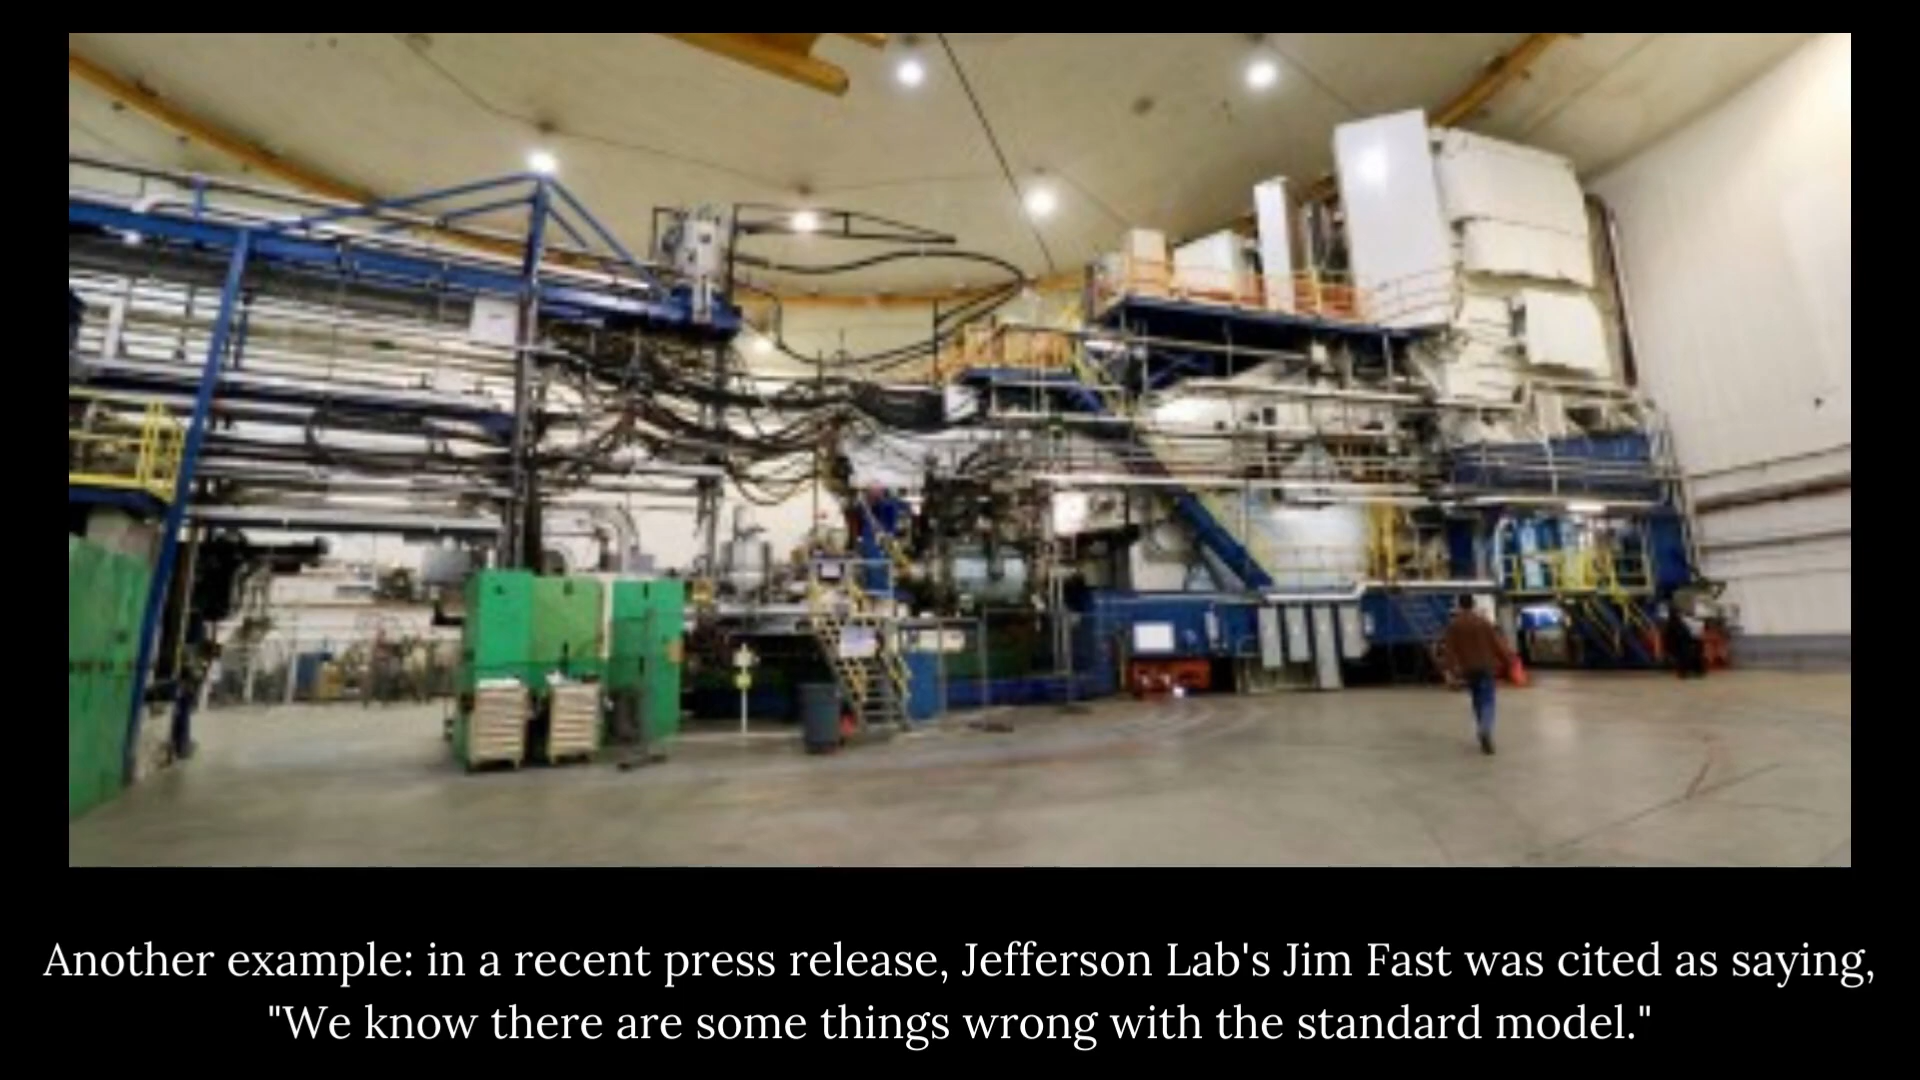 Another example: in a recent press release, Jefferson Lab's Jim Fast was cited as saying,
"We know there are some things wrong with the standard model."